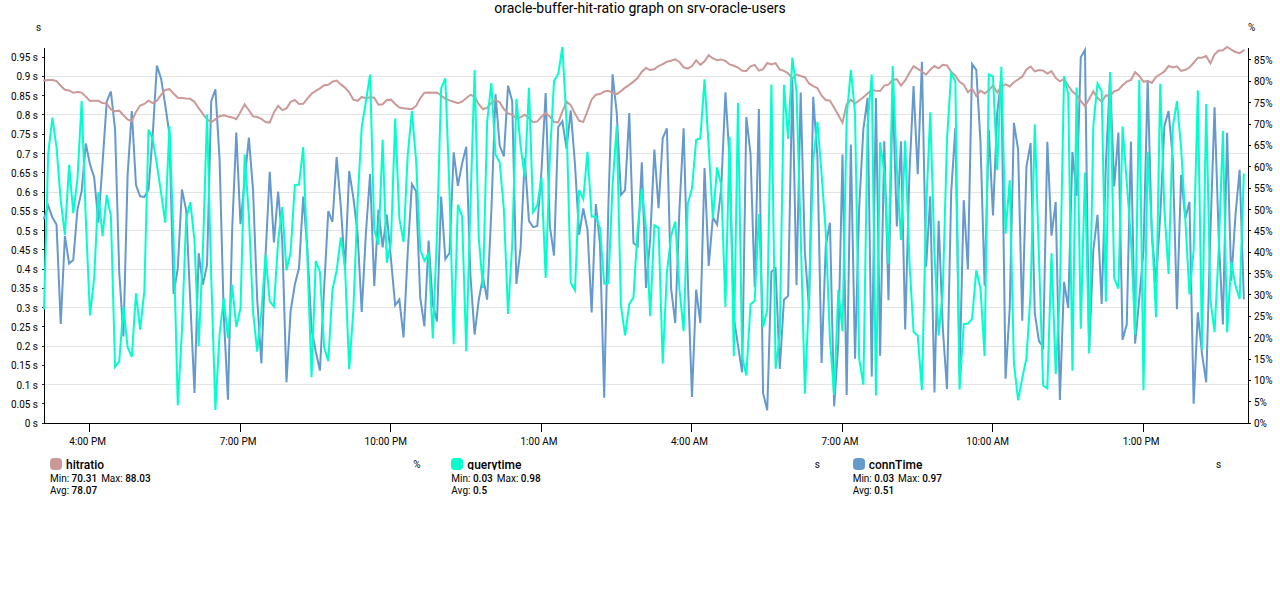 oracle-buffer-hit-ratio graph on srv-oracle-users
s %
0.95 s
0.9 s
0.85 s
0.8 s
0.75 s
0.7 s
0.65 s
0.6 s
0.55 s
0.5 s
0.45 s
0.4 s
0.35 s
0.3 s
0.25 s
0.2 s
0.15 s
0.1 s
0.05 s
0 s
85%
80%
75%
70%
65%
60%
55%
50%
45%
40%
35%
30%
25%
20%
15%
10%
5%
0%
4:00 PM 7:00 PM 10:00 PM 1:00 AM 4:00 AM 7:00 AM 10:00 AM 1:00 PM
hitratio %
Min: 70.31 Max: 88.03
Avg: 78.07
querytime s
Min: 0.03 Max: 0.98
Avg: 0.5
connTime s
Min: 0.03 Max: 0.97
Avg: 0.51